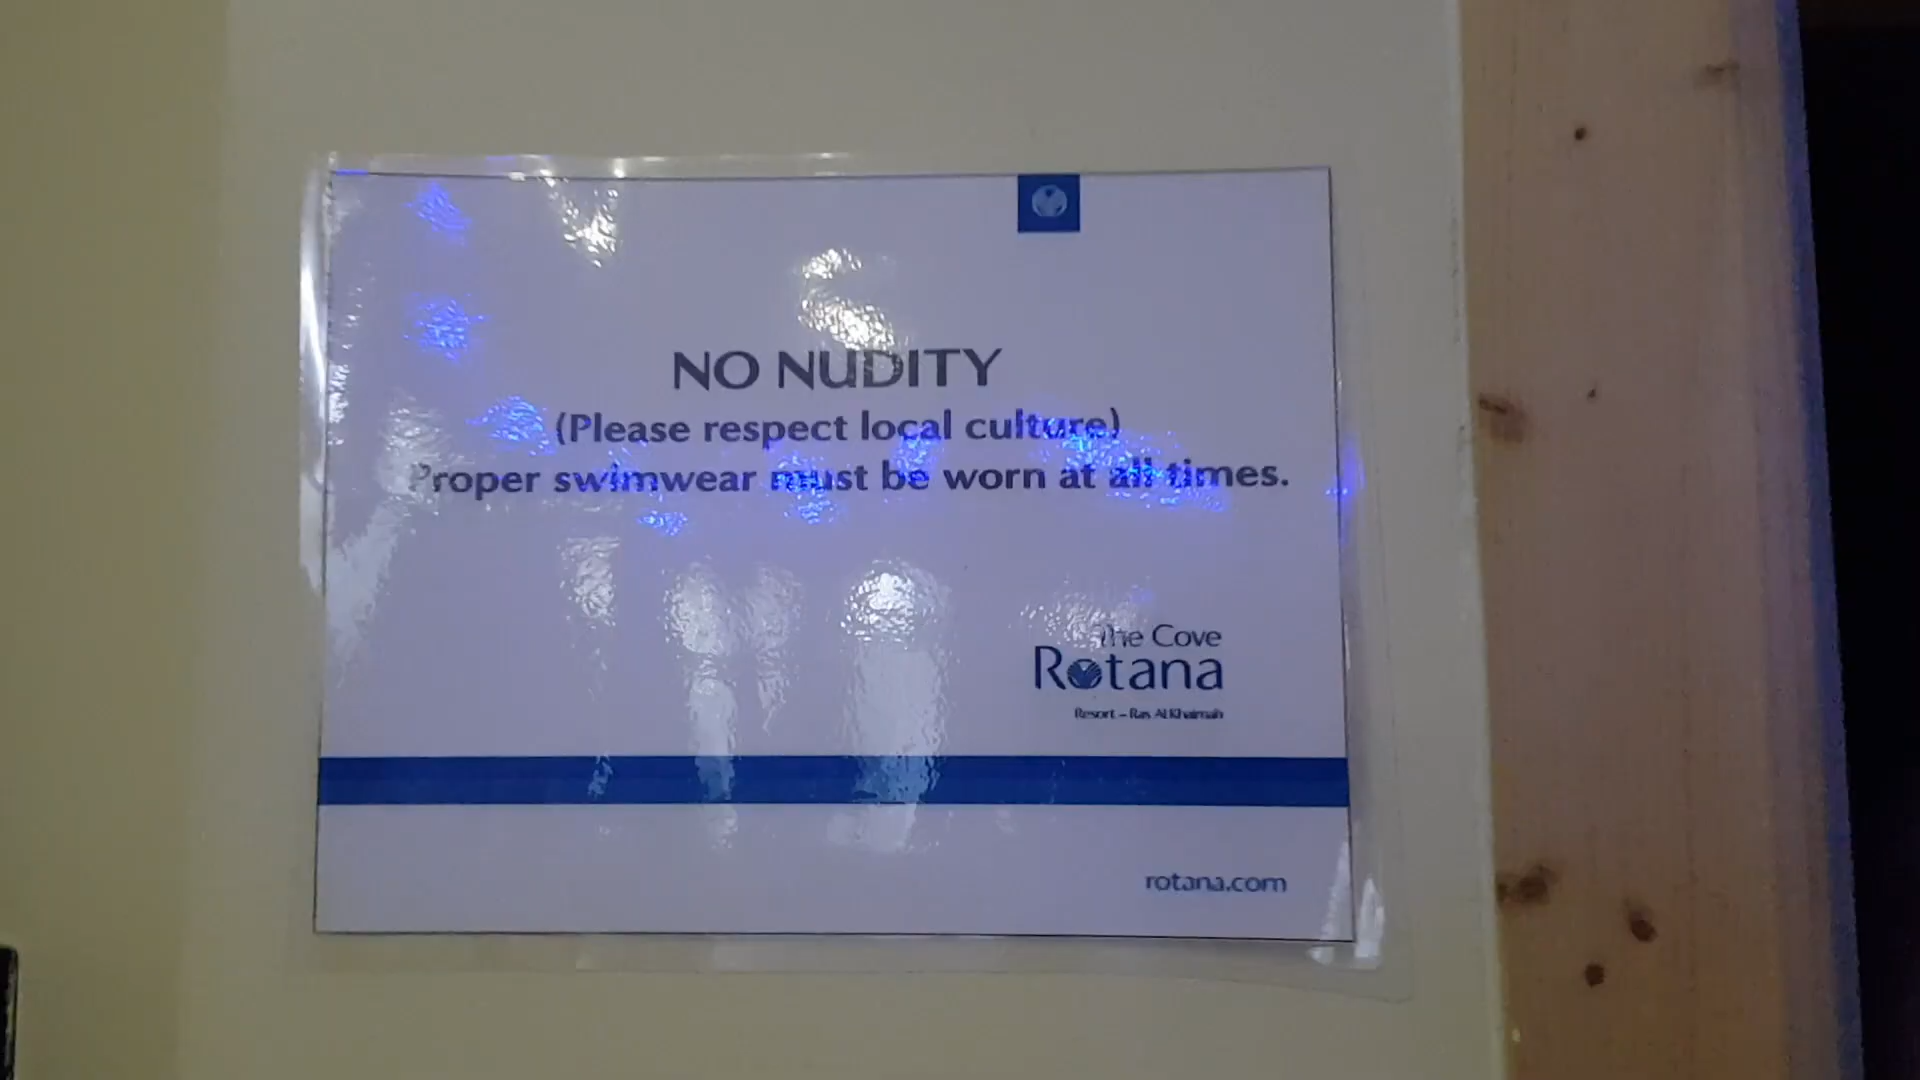 NO NUDITY
(Please respect local culture)
Proper swimwear must be worn at all times.
The Cove
Rotana
Resort – Ras Al Khaimah
rotana.com